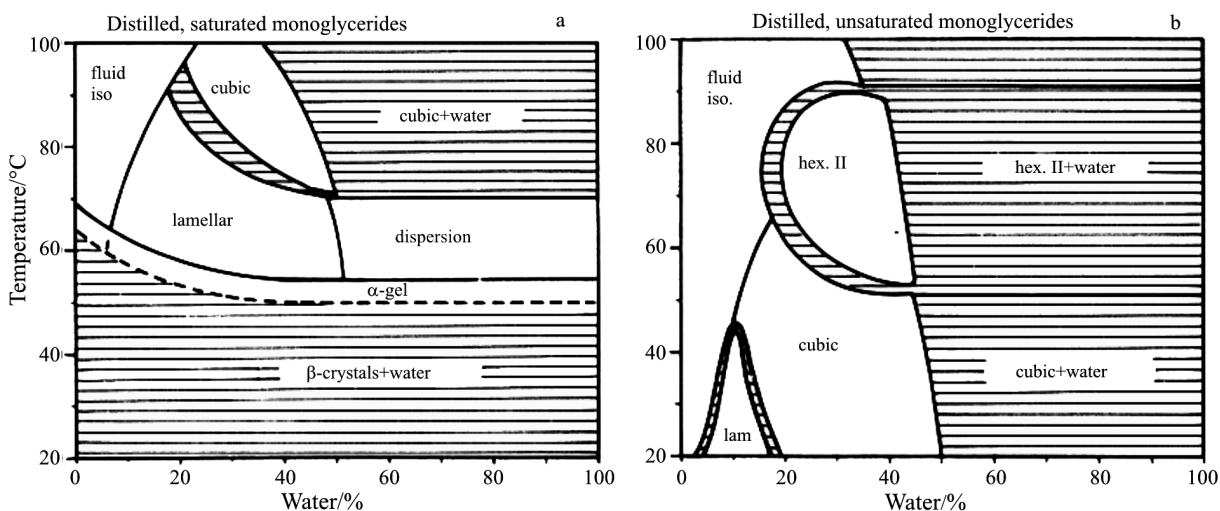 Distilled, saturated monoglycerides
a
100
80
60
40
20
Temperature/°C
fluid
iso
cubic
cubic+water
lamellar
dispersion
α-gel
β-crystals+water
0
20
40
60
80
100
Water/%
Distilled, unsaturated monoglycerides
b
100
80
60
40
20
fluid
iso.
hex. II
hex. II+water
cubic
cubic+water
lam
0
20
40
60
80
100
Water/%